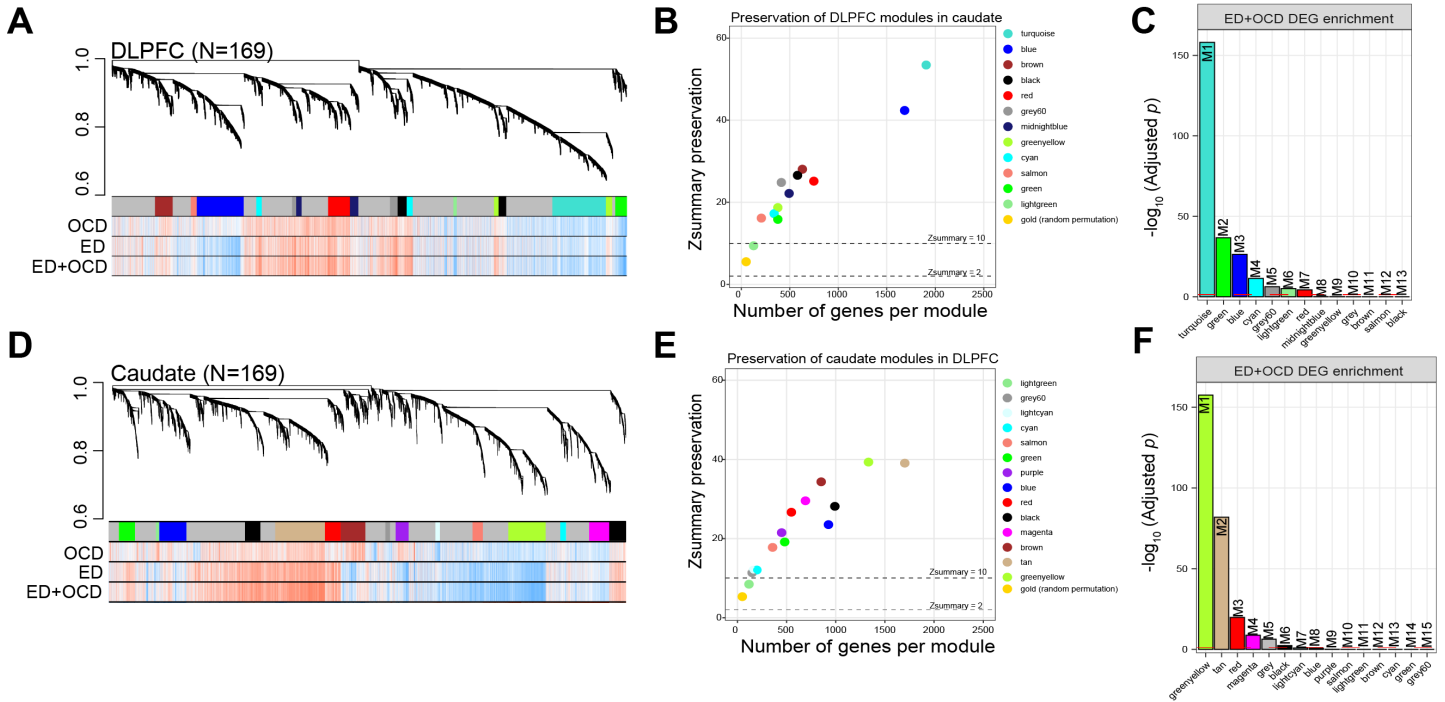 A
DLPFC (N=169)
1.0
0.8
0.6
OCD
ED
ED+OCD
B
Preservation of DLPFC modules in caudate
Zsummary preservation
60
40
20
0
Zsummary = 10
Zsummary = 2
0
500
1000
1500
2000
2500
Number of genes per module
turquoise
blue
brown
black
red
grey60
midnightblue
greenyellow
cyan
salmon
green
lightgreen
gold (random permutation)
C
ED+OCD DEG enrichment
-log10 (Adjusted p)
150
100
50
0
M1
M2
M3
M4
M5
M6
M7
M8
M9
M10
M11
M12
M13
turquoise
green
blue
cyan
grey60
lightgreen
red
midnightblue
greenyellow
grey
brown
salmon
black
D
Caudate (N=169)
1.0
0.8
0.6
OCD
ED
ED+OCD
E
Preservation of caudate modules in DLPFC
Zsummary preservation
60
40
20
0
Zsummary = 10
Zsummary = 2
0
500
1000
1500
2000
2500
Number of genes per module
lightgreen
grey60
lightcyan
cyan
salmon
green
purple
blue
red
black
magenta
brown
tan
greenyellow
gold (random permutation)
F
ED+OCD DEG enrichment
-log10 (Adjusted p)
150
100
50
0
M1
M2
M3
M4
M5
M6
M7
M8
M9
M10
M11
M12
M13
M14
M15
greenyellow
tan
red
magenta
grey
black
lightcyan
blue
purple
salmon
lightgreen
brown
cyan
green
grey60